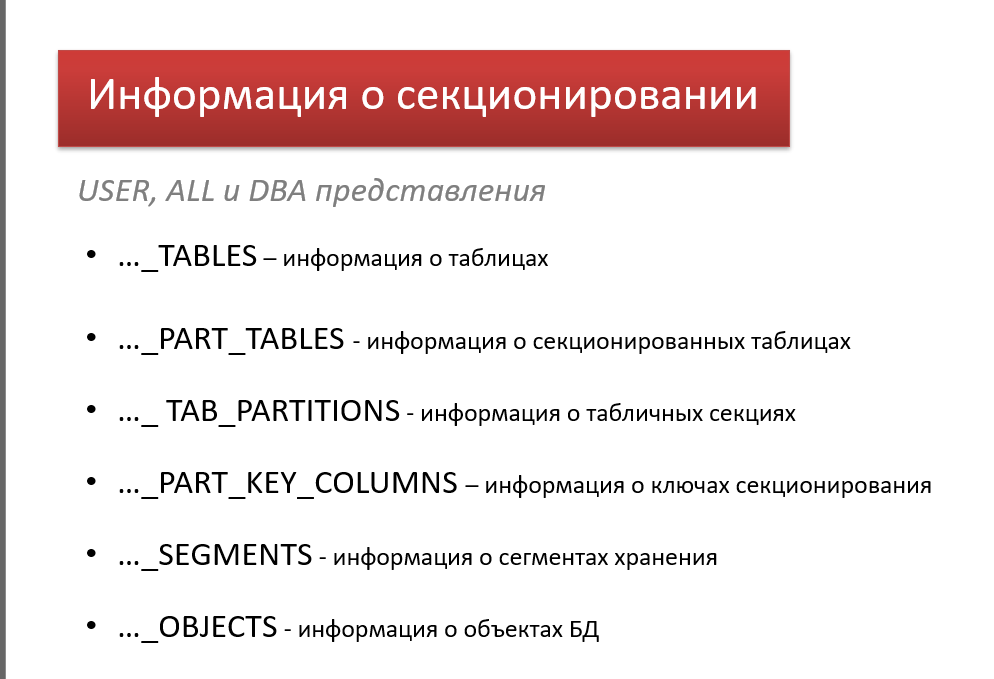 Информация о секционировании
USER, ALL и DBA представления
• …_TABLES – информация о таблицах
• …_PART_TABLES - информация о секционированных таблицах
• …_ TAB_PARTITIONS - информация о табличных секциях
• …_PART_KEY_COLUMNS – информация о ключах секционирования
• …_SEGMENTS - информация о сегментах хранения
• …_OBJECTS - информация о объектах БД